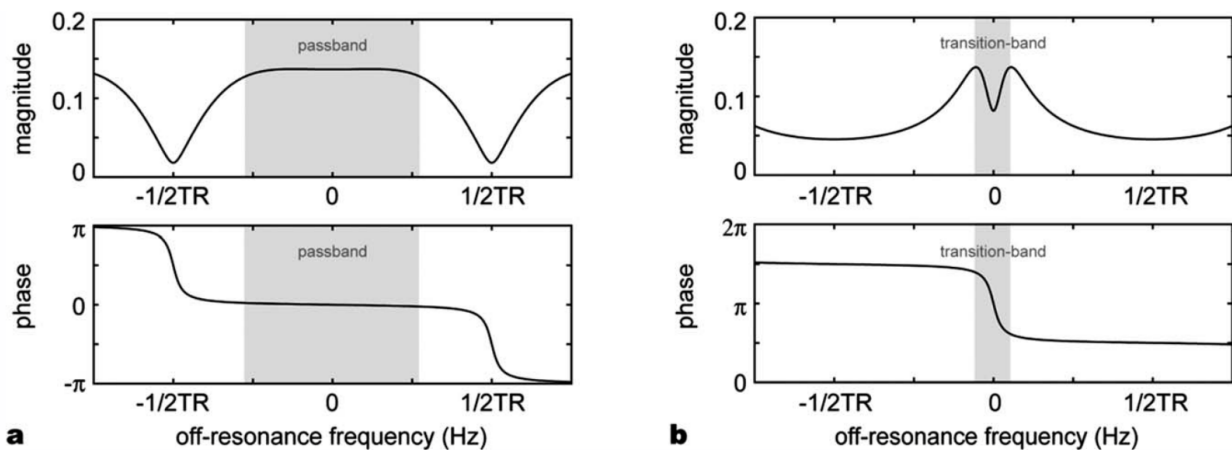 0.2
passband
magnitude
0.1
0
-1/2TR
0
1/2TR
π
passband
phase
0
-π
-1/2TR
0
1/2TR
a
off-resonance frequency (Hz)
0.2
transition-band
magnitude
0.1
0
-1/2TR
0
1/2TR
2π
transition-band
phase
π
0
-1/2TR
0
1/2TR
b
off-resonance frequency (Hz)